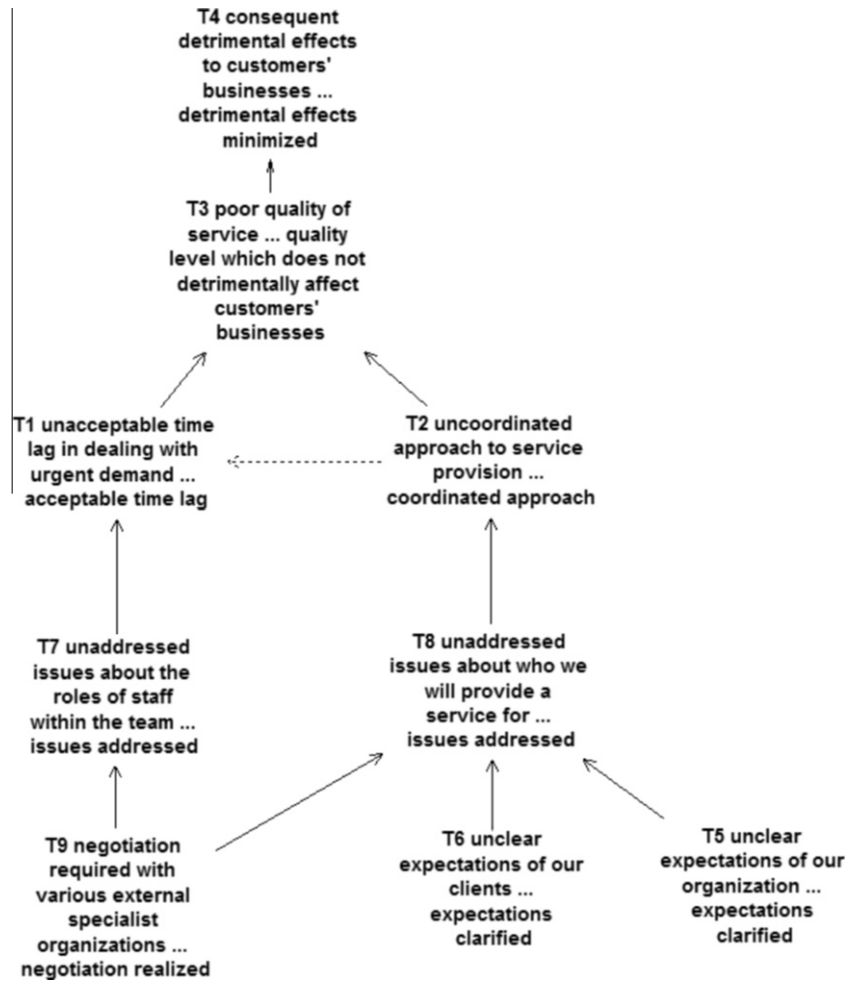 T4 consequent
detrimental effects
to customers'
businesses ...
detrimental effects
minimized
T3 poor quality of
service ... quality
level which does not
detrimentally affect
customers'
businesses
T1 unacceptable time
lag in dealing with
urgent demand ...
acceptable time lag
T2 uncoordinated
approach to service
provision ...
coordinated approach
T7 unaddressed
issues about the
roles of staff
within the team ...
issues addressed
T8 unaddressed
issues about who we
will provide a
service for ...
issues addressed
T9 negotiation
required with
various external
specialist
organizations ...
negotiation realized
T6 unclear
expectations of our
clients ...
expectations
clarified
T5 unclear
expectations of our
organization ...
expectations
clarified